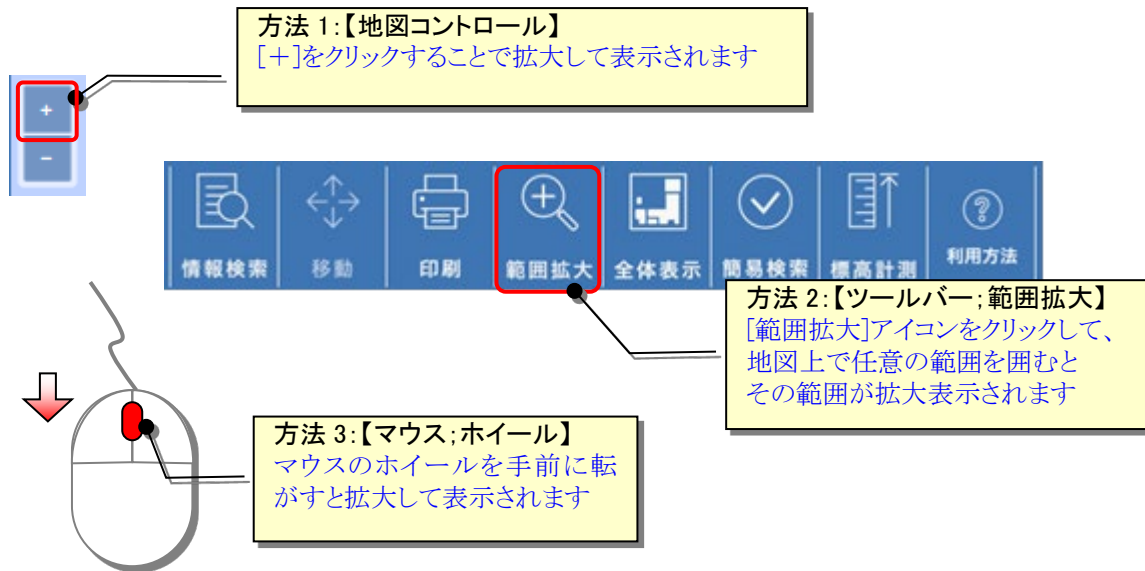 方法 1:【地図コントロール】
[＋]をクリックすることで拡大して表示されます
+
-
情報検索 移動 印刷 範囲拡大 全体表示 簡易検索 標高計測 利用方法
方法 2:【ツールバー;範囲拡大】
[範囲拡大]アイコンをクリックして、
地図上で任意の範囲を囲むと
その範囲が拡大表示されます
方法 3:【マウス;ホイール】
マウスのホイールを手前に転
がすと拡大して表示されます